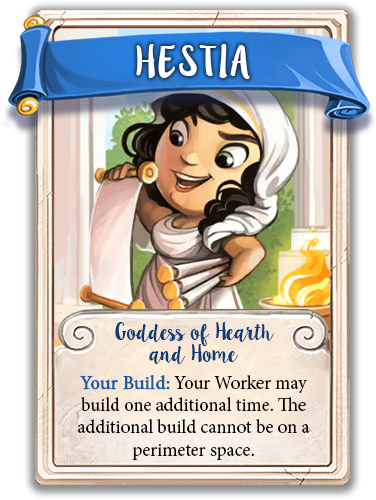 HESTIA
Goddess of Hearth
and Home
Your Build: Your Worker may
build one additional time. The
additional build cannot be on a
perimeter space.